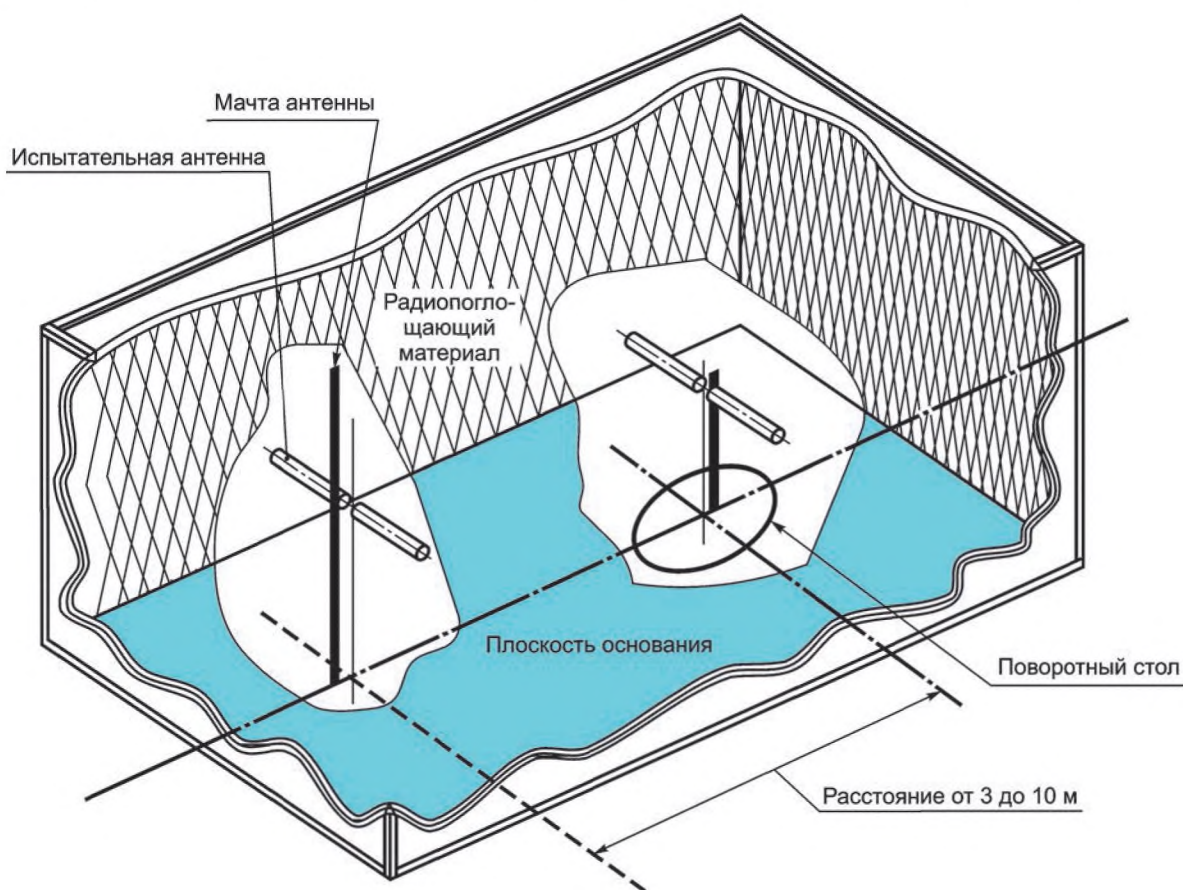 Мачта антенны
Испытательная антенна
Радиопогло-
щающий
материал
Плоскость основания
Поворотный стол
Расстояние от 3 до 10 м